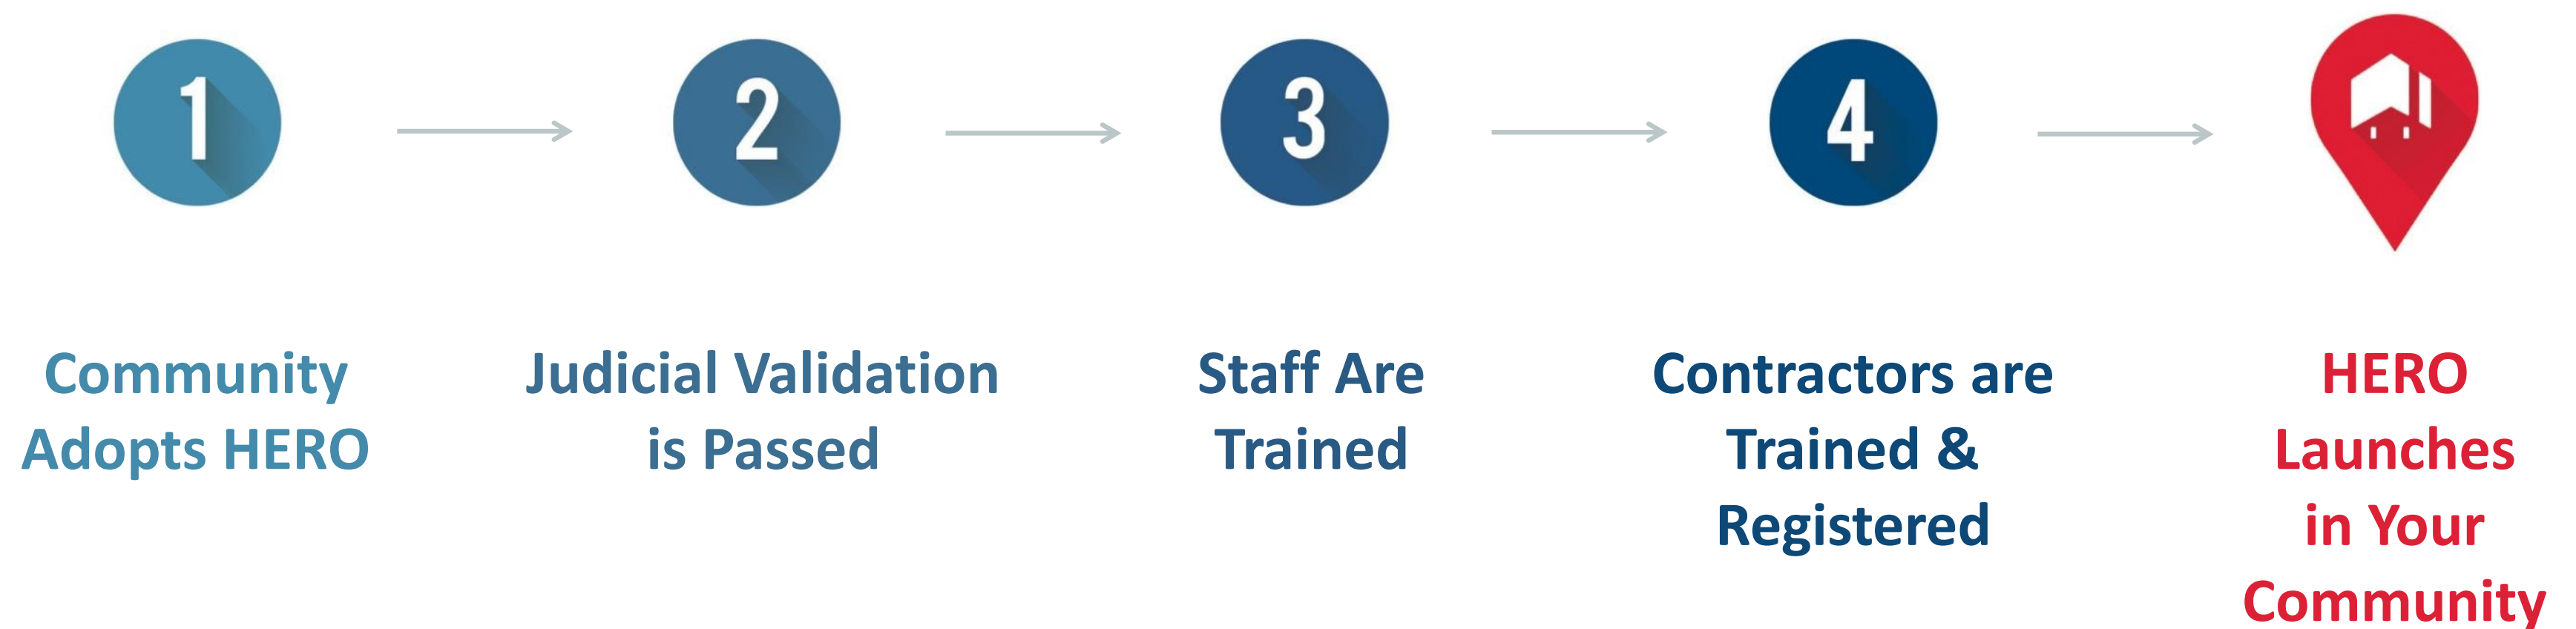 1
2
3
4
Community
Adopts HERO
Judicial Validation
is Passed
Staff Are
Trained
Contractors are
Trained &
Registered
HERO
Launches
in Your
Community